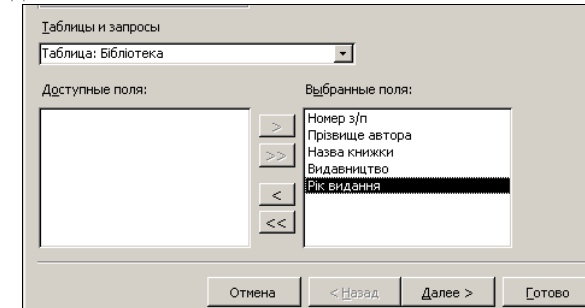 Таблицы и запросы
Таблица: Бібліотека
Доступные поля: Выбранные поля:
>
>>
<
<<
Номер з/п
Прізвище автора
Назва книжки
Видавництво
Рік видання
Отмена < Назад Далее > Готово